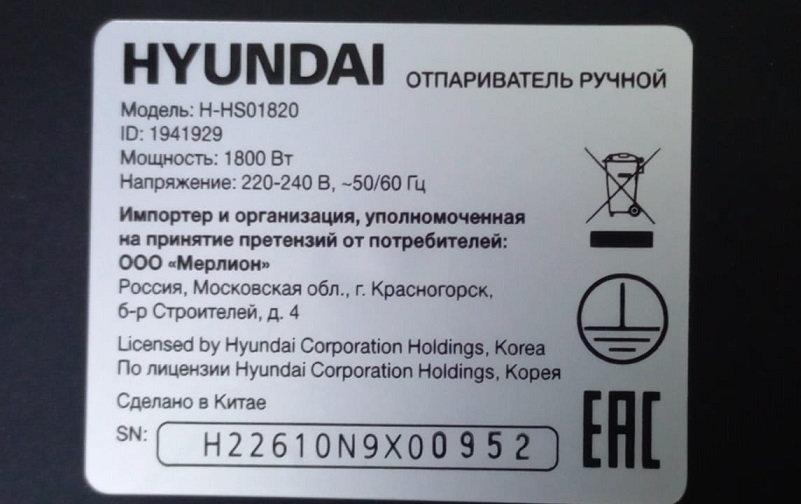 HYUNDAI ОТПАРИВАТЕЛЬ РУЧНОЙ
Модель: H-HS01820
ID: 1941929
Мощность: 1800 Вт
Напряжение: 220-240 В, ~50/60 Гц
Импортер и организация, уполномоченная
на принятие претензий от потребителей:
ООО «Мерлион»
Россия, Московская обл., г. Красногорск,
б-р Строителей, д. 4
Licensed by Hyundai Corporation Holdings, Korea
По лицензии Hyundai Corporation Holdings, Корея
Сделано в Китае
SN: H22610N9X00952
EAC